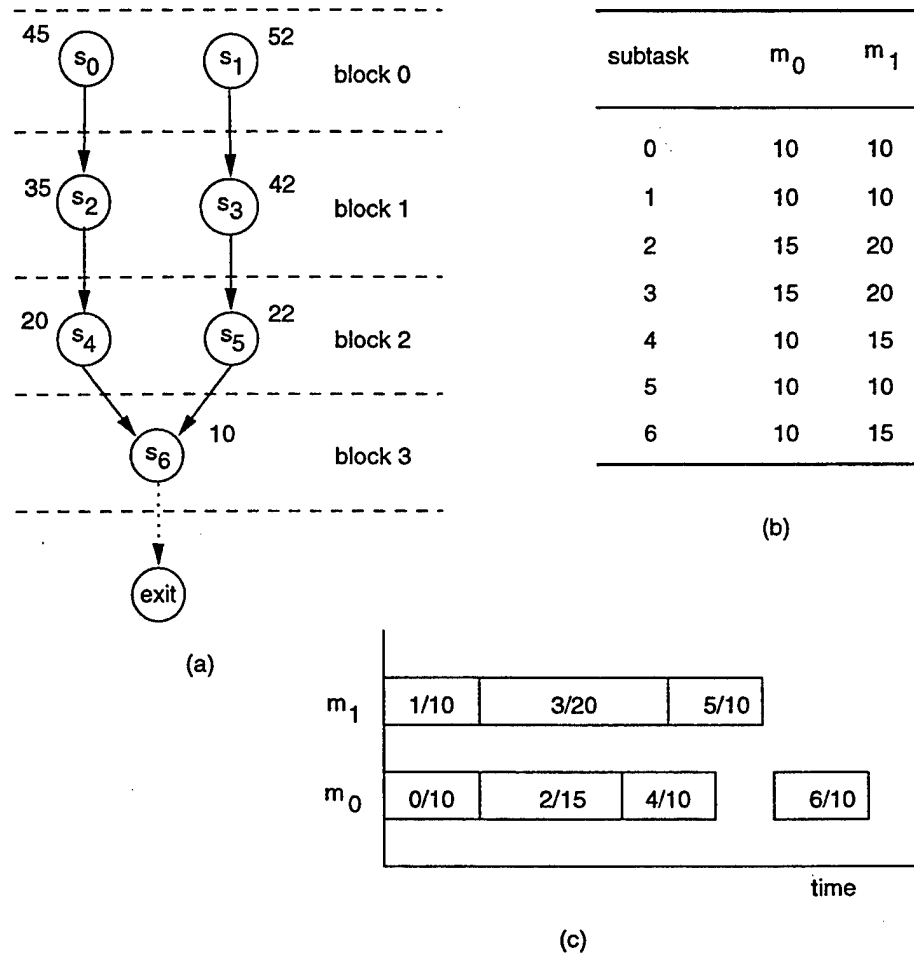 45 s0 52 s1 block 0
35 s2 42 s3 block 1
20 s4 22 s5 block 2
s6 10 block 3
exit
(a)
subtask m0 m1
0 10 10
1 10 10
2 15 20
3 15 20
4 10 15
5 10 10
6 10 15
(b)
m1 1/10 3/20 5/10
m0 0/10 2/15 4/10 6/10
time
(c)